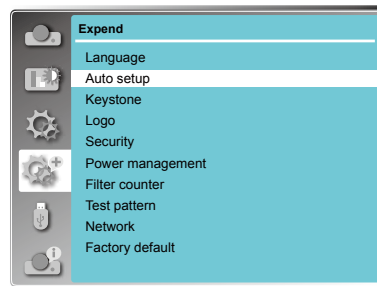 Expend
Language
Auto setup
Keystone
Logo
Security
Power management
Filter counter
Test pattern
Network
Factory default